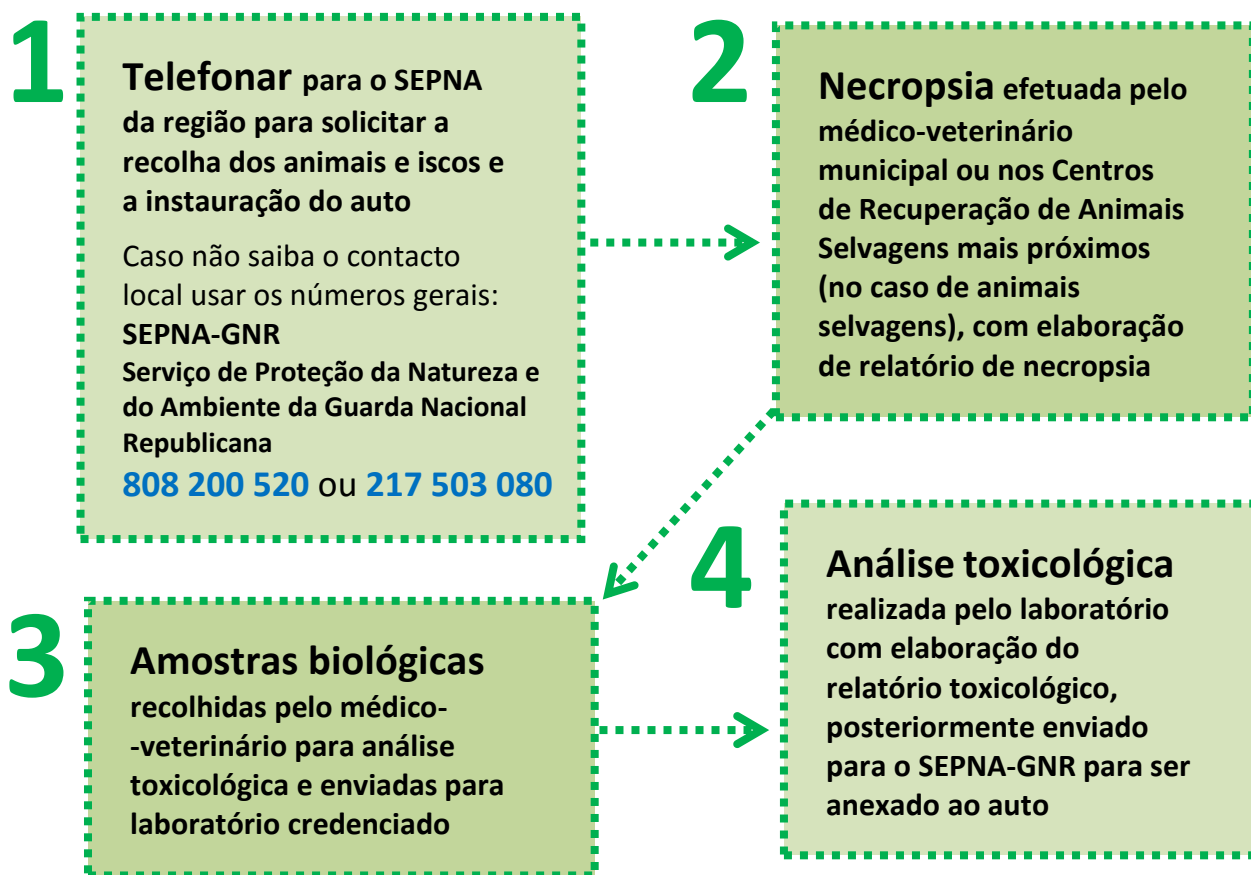 1
Telefonar para o SEPNA
da região para solicitar a
recolha dos animais e iscos e
a instauração do auto
Caso não saiba o contacto
local usar os números gerais:
SEPNA-GNR
Serviço de Proteção da Natureza e
do Ambiente da Guarda Nacional
Republicana
808 200 520 ou 217 503 080
2
Necropsia efetuada pelo
médico-veterinário
municipal ou nos Centros
de Recuperação de Animais
Selvagens mais próximos
(no caso de animais
selvagens), com elaboração
de relatório de necropsia
3
Amostras biológicas
recolhidas pelo médico-
-veterinário para análise
toxicológica e enviadas para
laboratório credenciado
4
Análise toxicológica
realizada pelo laboratório
com elaboração do
relatório toxicológico,
posteriormente enviado
para o SEPNA-GNR para ser
anexado ao auto